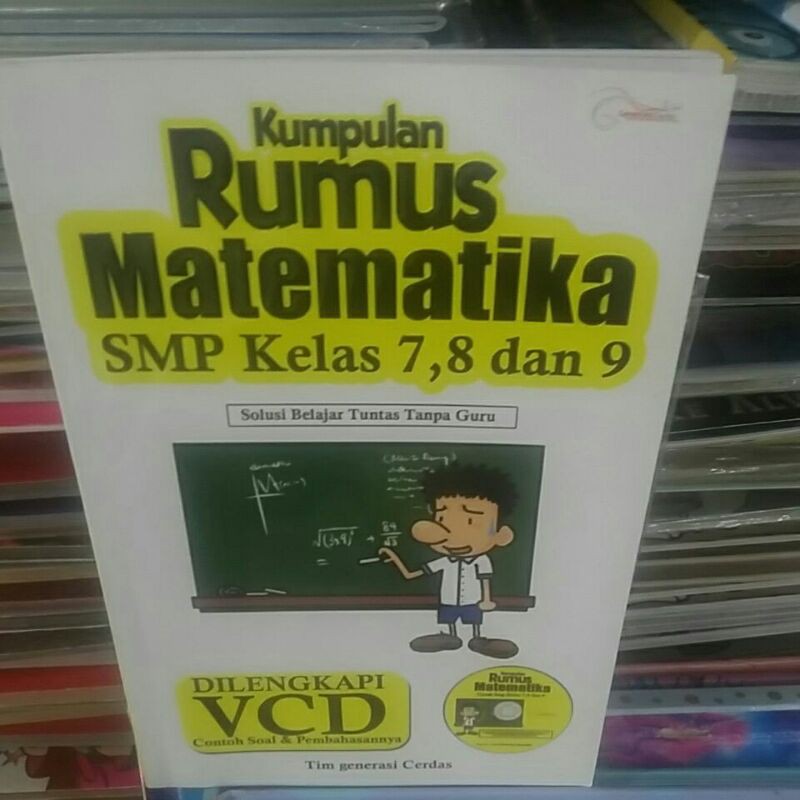 Kumpulan
Rumus
Matematika
SMP Kelas 7,8 dan 9
Solusi Belajar Tuntas Tanpa Guru
DILENGKAPI
VCD
Contoh Soal & Pembahasannya
Rumus
Matematika
Tim generasi Cerdas